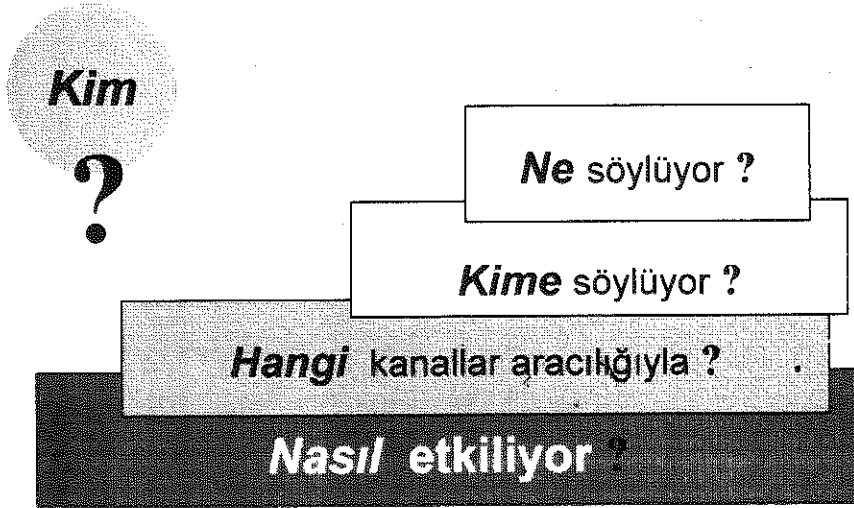 Kim
?
Ne söylüyor ?
Kime söylüyor ?
Hangi kanallar aracılığıyla ?
Nasıl etkiliyor ?